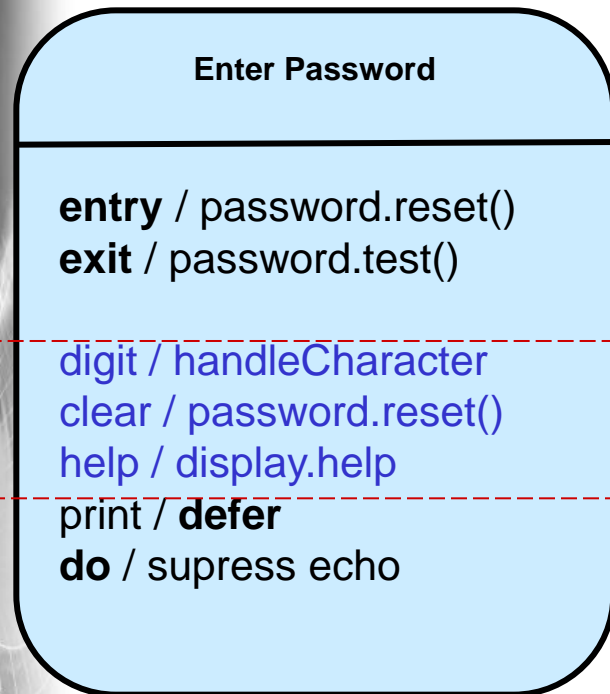 Enter Password
entry / password.reset()
exit / password.test()
digit / handleCharacter
clear / password.reset()
help / display.help
print / defer
do / supress echo